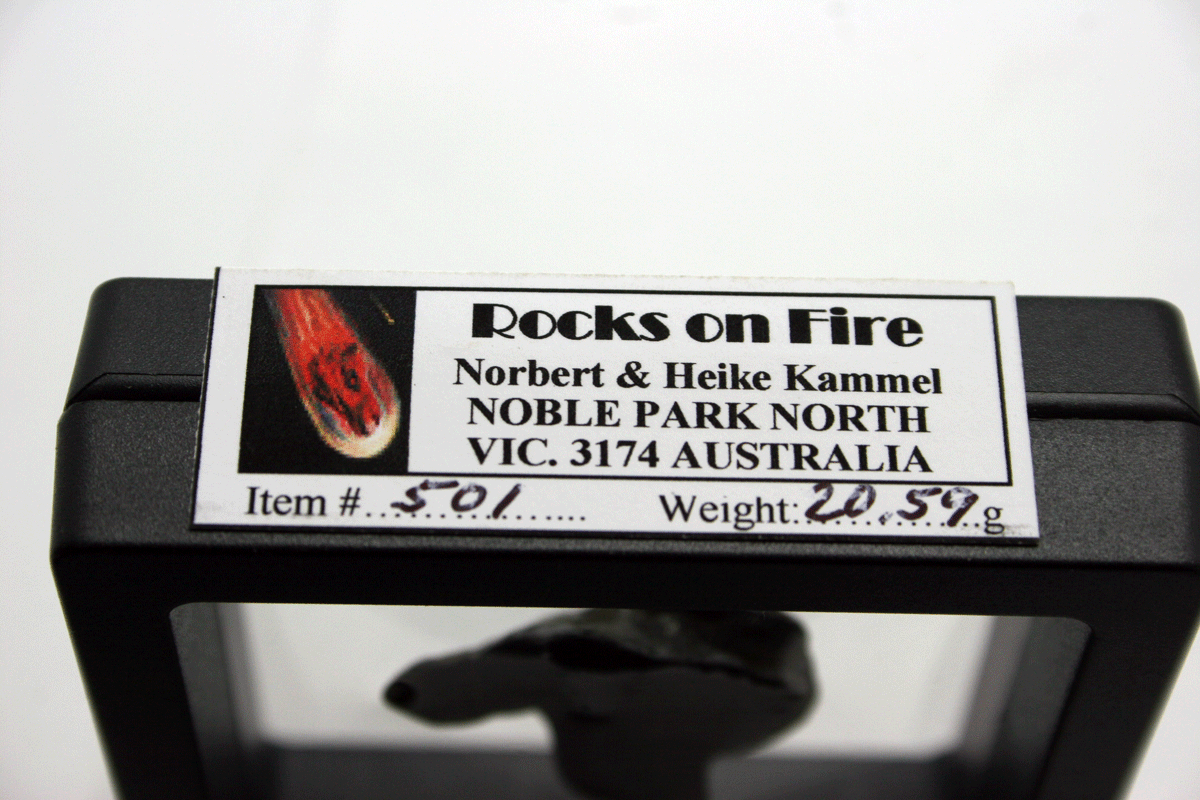 Rocks on Fire
Norbert & Heike Kammel
NOBLE PARK NORTH
VIC. 3174 AUSTRALIA
Item #..501...... Weight:.20.59..g